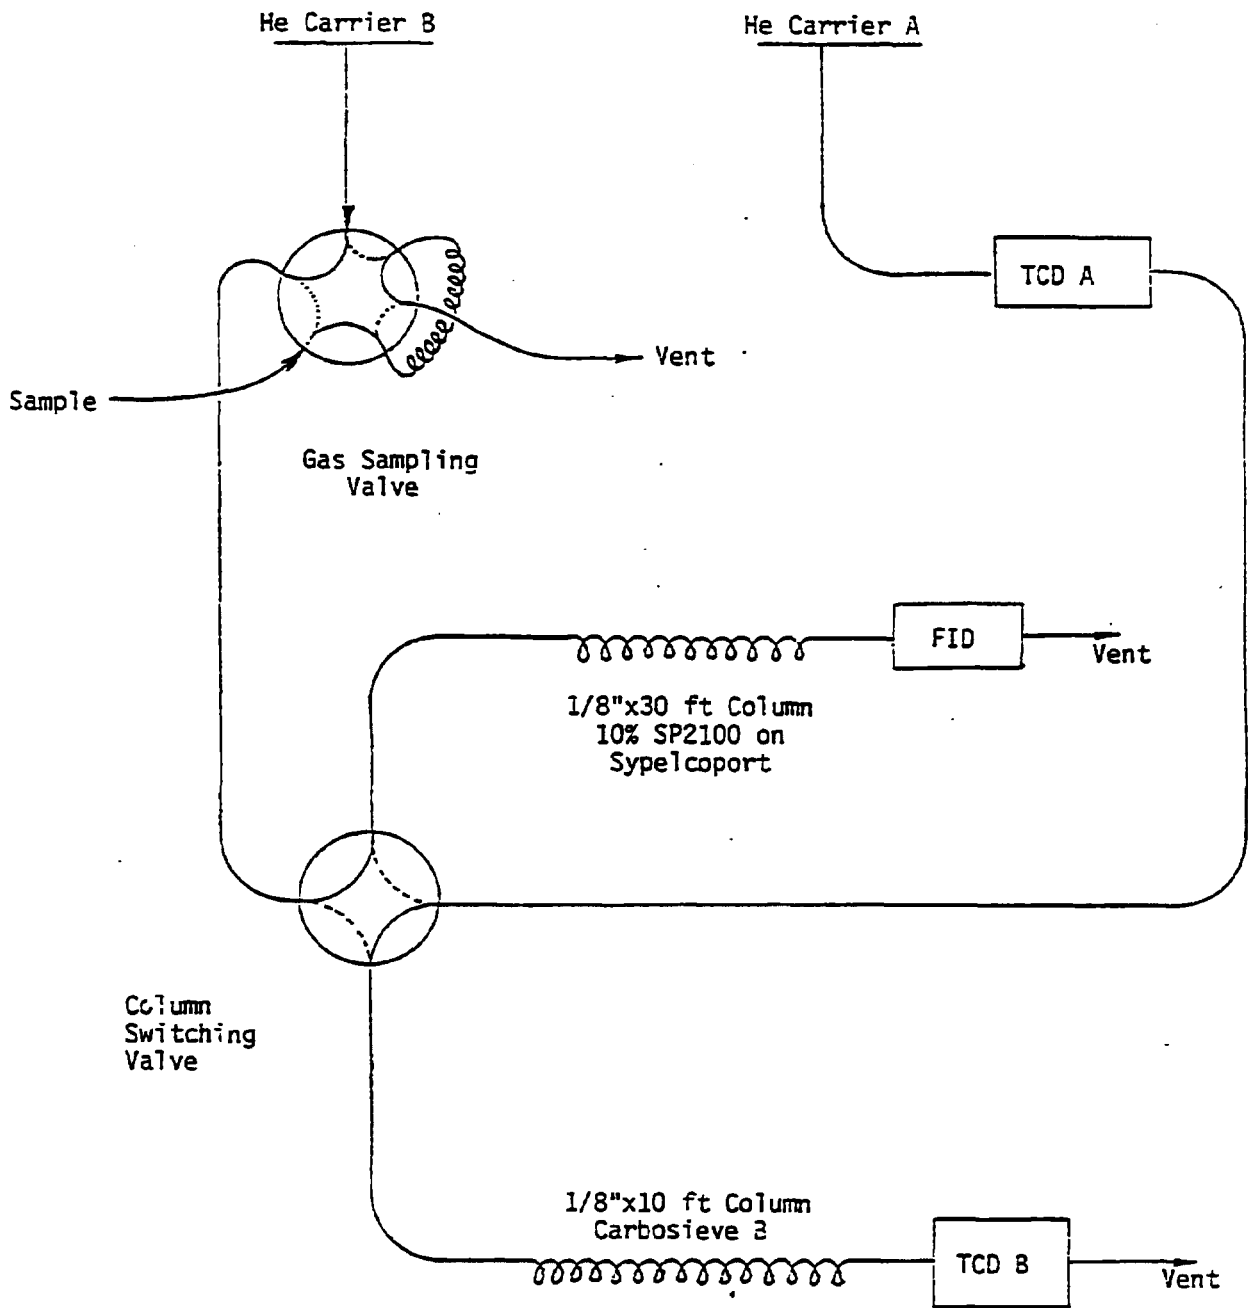 He Carrier B
He Carrier A
TCD A
Vent
Sample
Gas Sampling
Valve
FID
Vent
1/8"x30 ft Column
10% SP2100 on
Sypelcoport
Column
Switching
Valve
1/8"x10 ft Column
Carbosieve B
TCD B
Vent